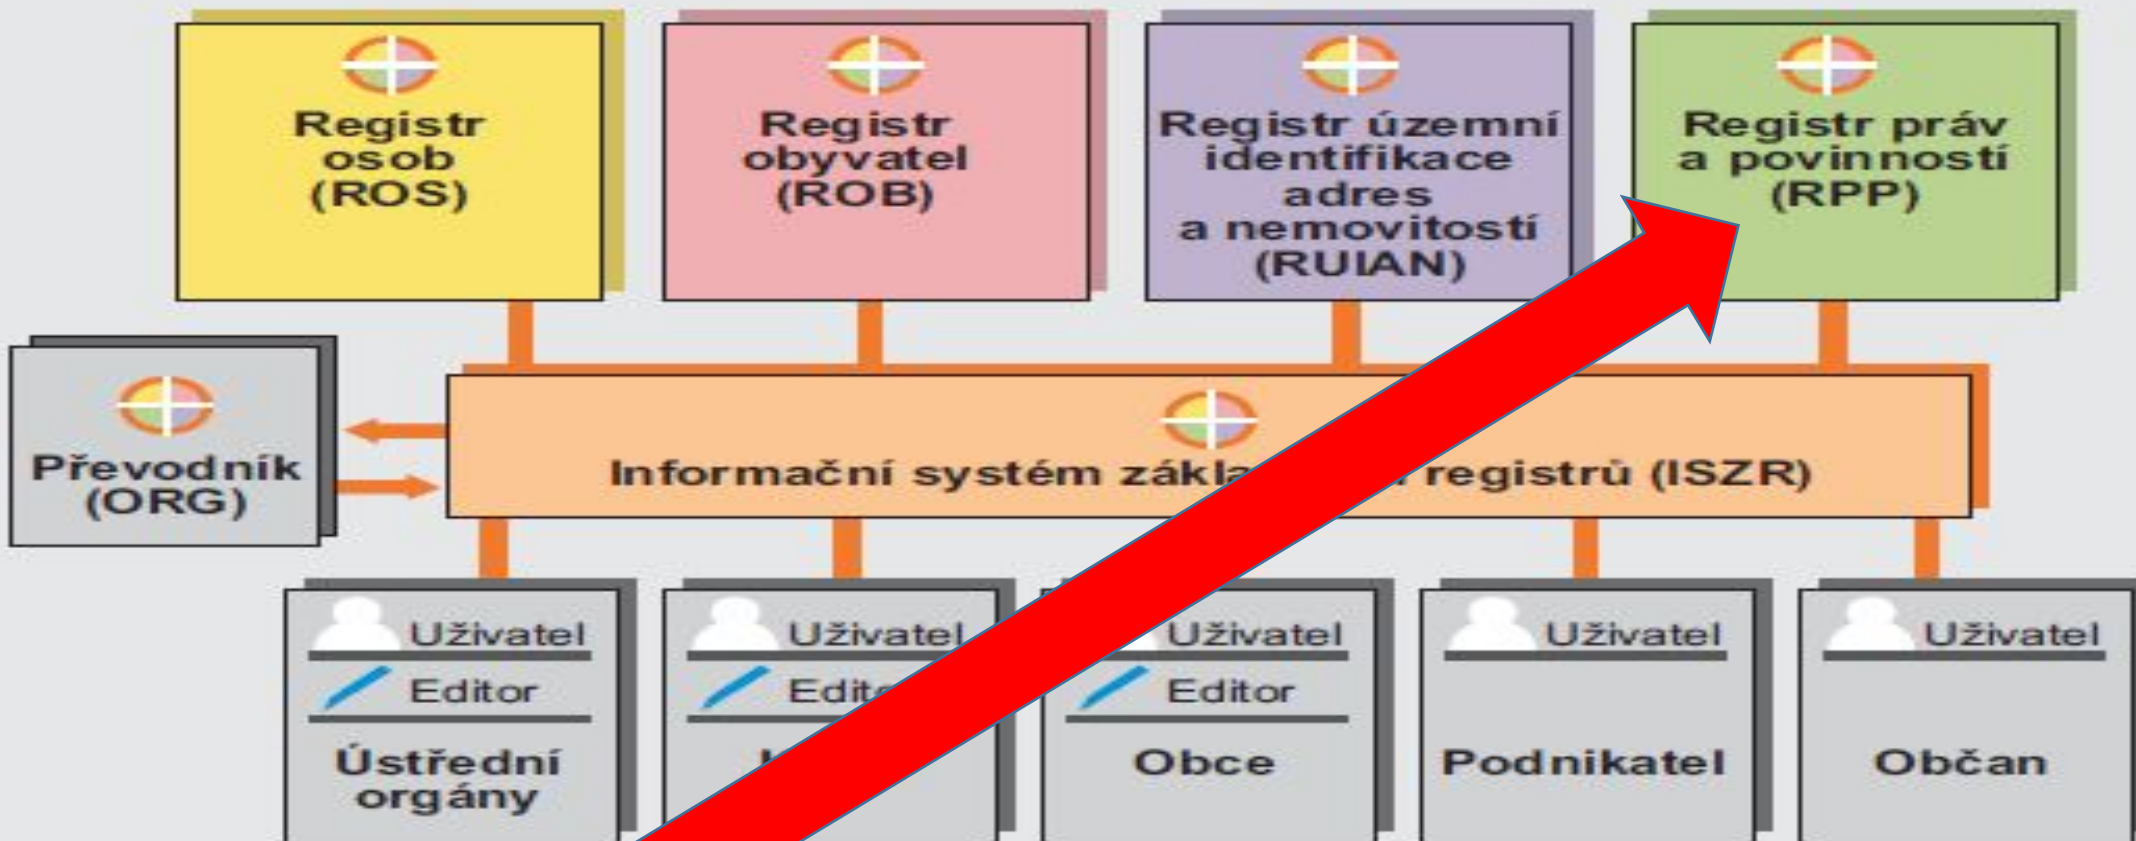 Registr
osob
(ROS)
Registr
obyvatel
(ROB)
Registr územní
identifikace
adres
a nemovitostí
(RUIAN)
Registr práv
a povinností
(RPP)
Převodník
(ORG)
Informační systém registrů (ISZR)
Uživatel
Editor
Ústřední
orgány
Uživatel
Uživatel
Editor
Obce
Uživatel
Podnikatel
Uživatel
Občan